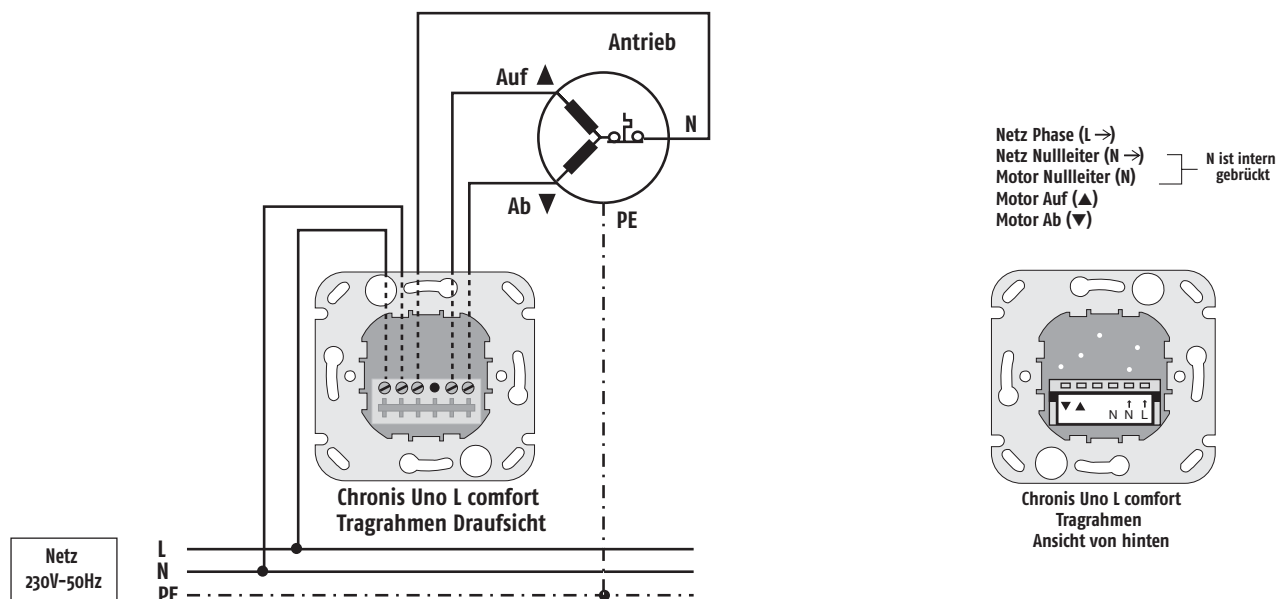 Antrieb
Auf ▲
N
Ab ▼
PE
Chronis Uno L comfort
Tragrahmen Draufsicht
Netz
230V-50Hz
L
N
PE
Netz Phase (L →)
Netz Nullleiter (N →)
Motor Nullleiter (N)
Motor Auf (▲)
Motor Ab (▼)
N ist intern
gebrückt
▼ ▲ ↑ ↑
N N L
Chronis Uno L comfort
Tragrahmen
Ansicht von hinten